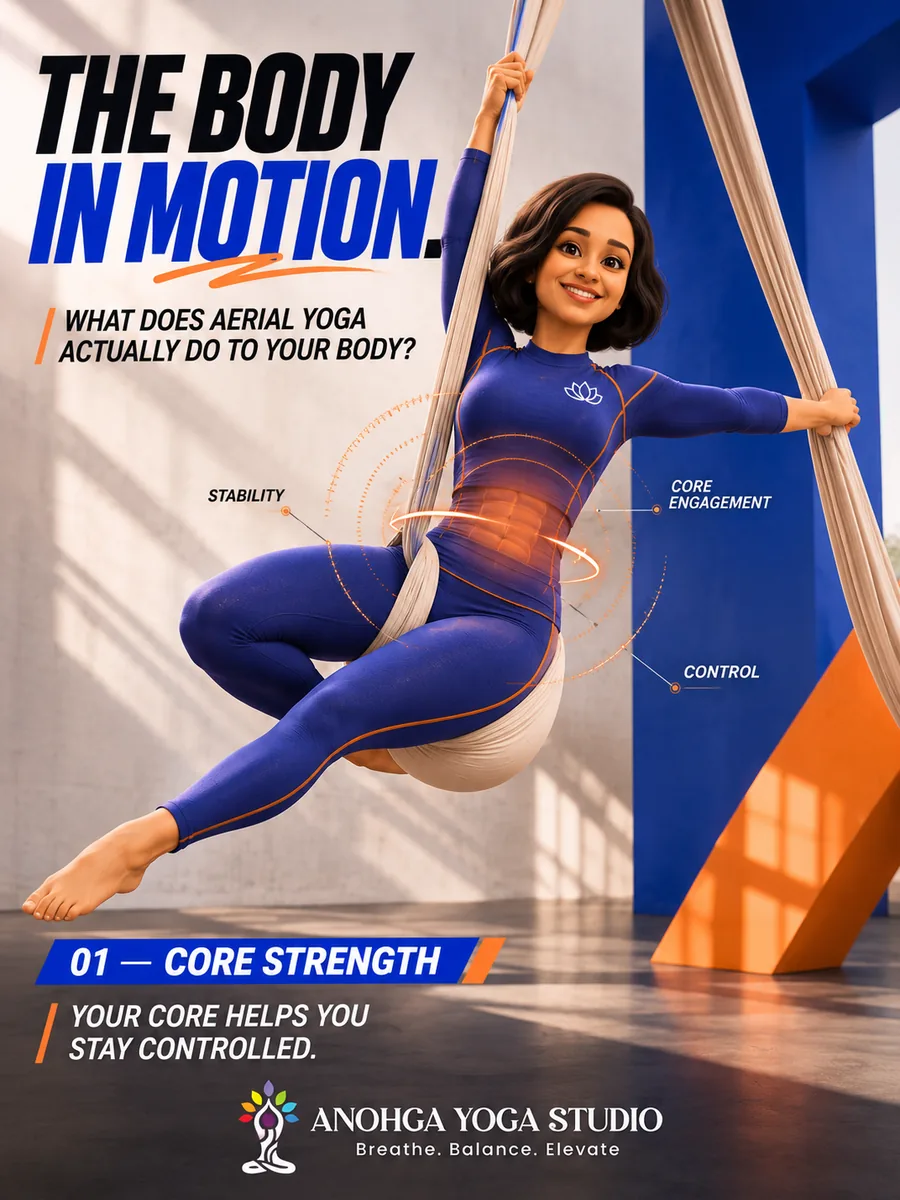 THE BODY
IN MOTION.
WHAT DOES AERIAL YOGA
ACTUALLY DO TO YOUR BODY?
STABILITY
CORE
ENGAGEMENT
CONTROL
01 — CORE STRENGTH
YOUR CORE HELPS YOU
STAY CONTROLLED.
ANOHGA YOGA STUDIO
Breathe. Balance. Elevate